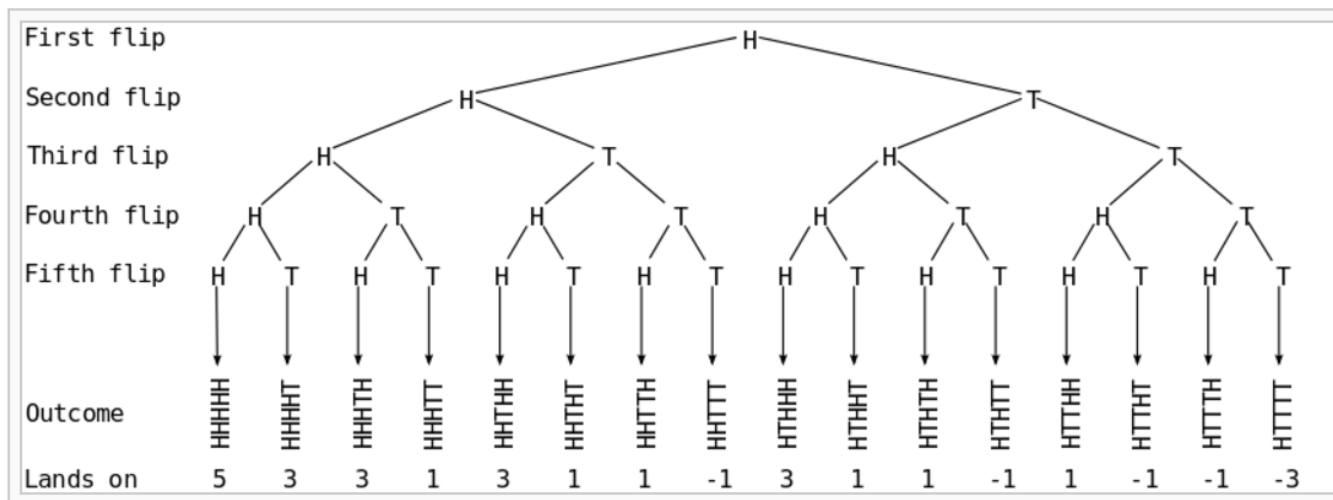 First flip H
Second flip H T
Third flip H T H T
Fourth flip H T H T H T H T
Fifth flip H T H T H T H T H T H T H T H T
Outcome HHHHH HHHHT HHHTH HHHTT HHTHH HHTHT HHTTH HHTTT HTHHH HTHHT HTHTH HTHTT HTTHH HTTHT HTTTH HTTTT
Lands on 5 3 3 1 3 1 1 -1 3 1 1 -1 1 -1 -1 -3